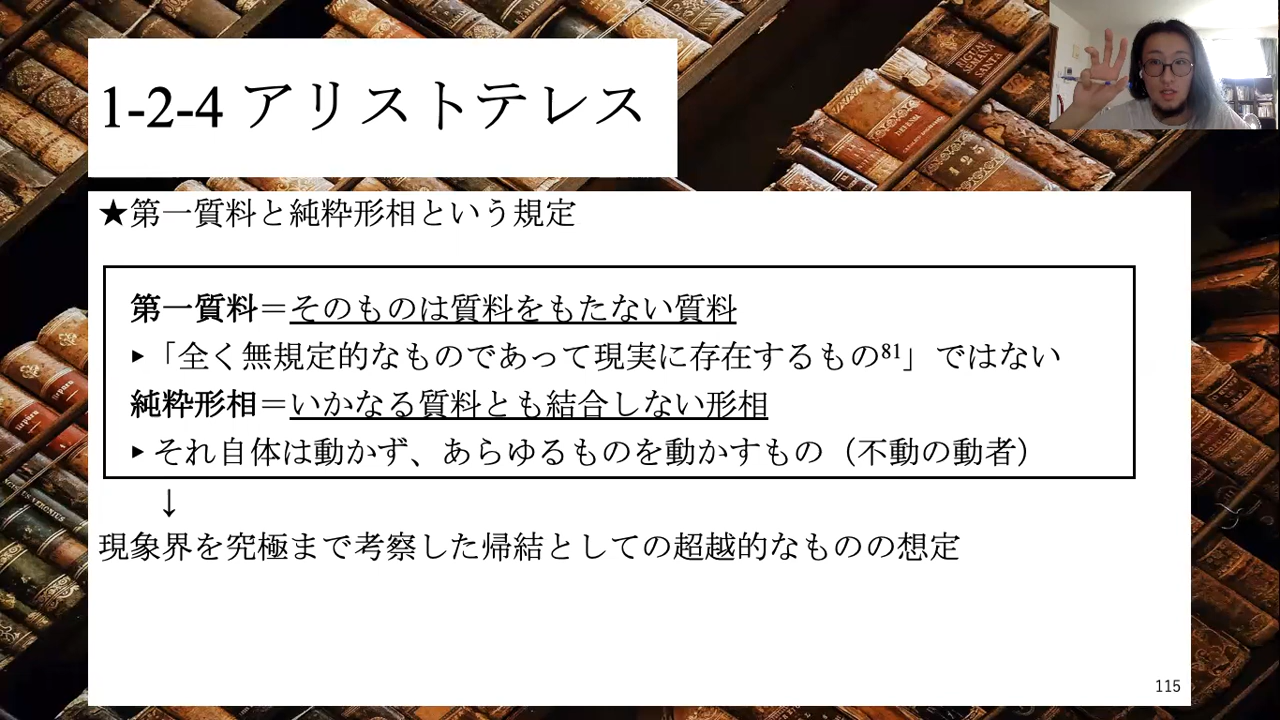 1-2-4 アリストテレス
★第一質料と純粋形相という規定
第一質料＝そのものは質料をもたない質料
▸「全く無規定的なものであって現実に存在するもの81」ではない
純粋形相＝いかなる質料とも結合しない形相
▸それ自体は動かず、あらゆるものを動かすもの（不動の動者）
↓
現象界を究極まで考察した帰結としての超越的なものの想定
115